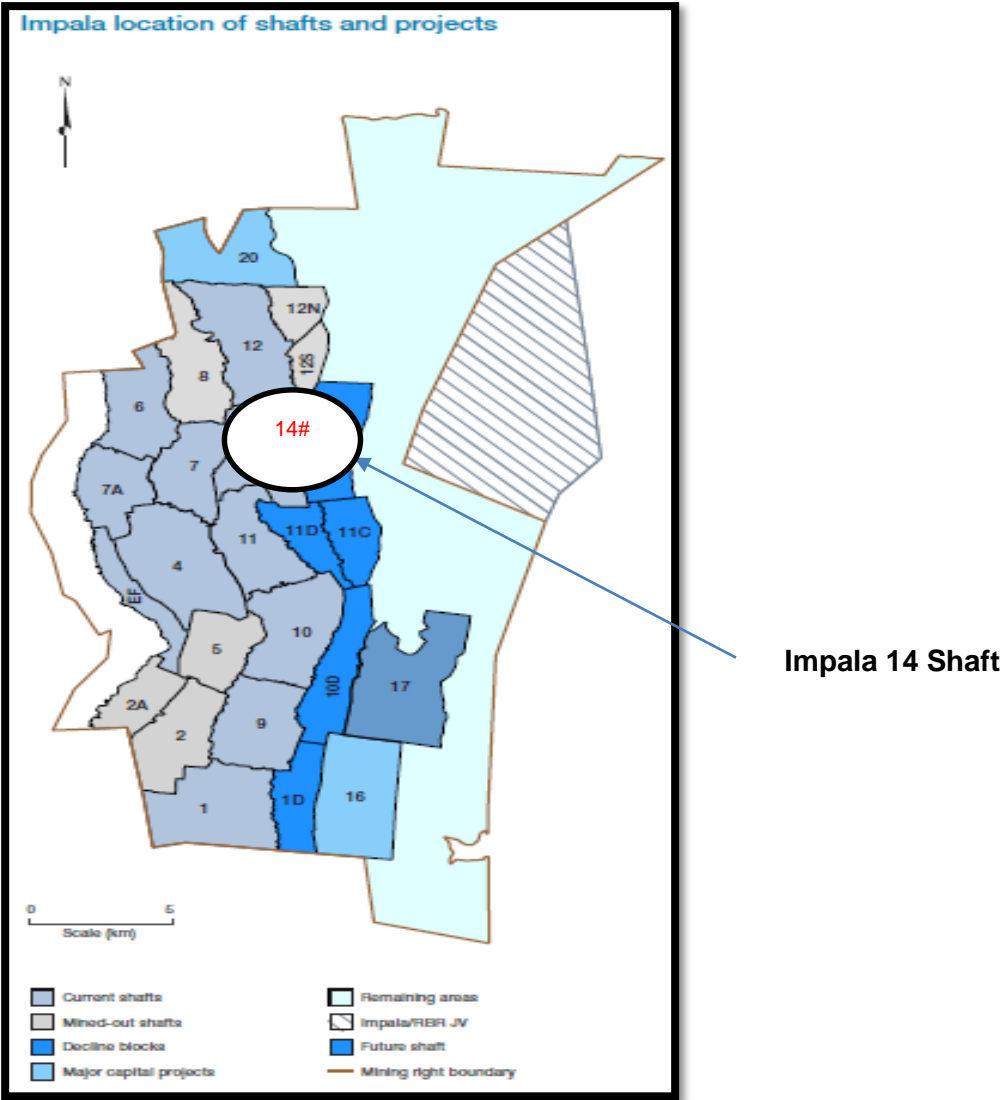 Impala location of shafts and projects
N
20
12N
12
12S
8
6
14#
7
7A
11D
11C
11
4
EF
10
5
10D
17
2A
9
2
16
1D
1
Impala 14 Shaft
0 5
Scale (km)
Current shafts
Mined-out shafts
Decline blocks
Major capital projects
Remaining areas
Impala/RBR JV
Future shaft
Mining right boundary